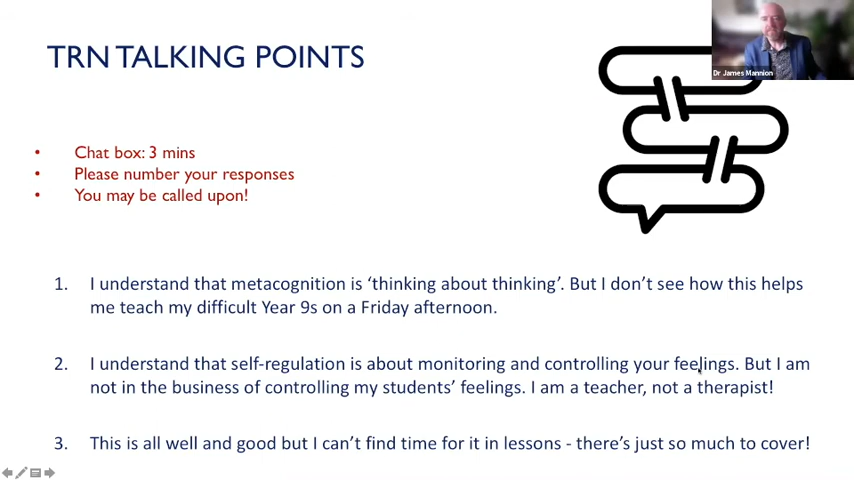 TRN TALKING POINTS
Dr James Mannion
• Chat box: 3 mins
• Please number your responses
• You may be called upon!
1. I understand that metacognition is ‘thinking about thinking’. But I don’t see how this helps
me teach my difficult Year 9s on a Friday afternoon.
2. I understand that self-regulation is about monitoring and controlling your feelings. But I am
not in the business of controlling my students’ feelings. I am a teacher, not a therapist!
3. This is all well and good but I can’t find time for it in lessons - there’s just so much to cover!